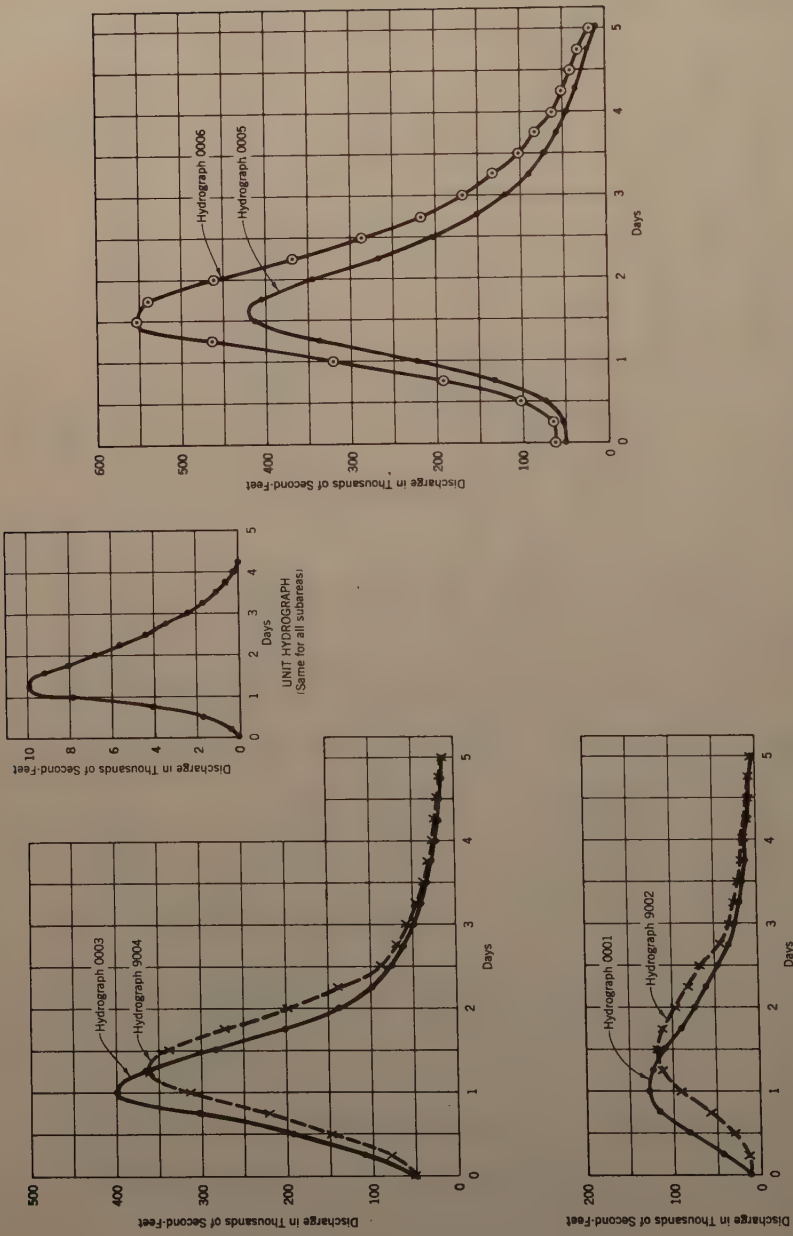 Discharge in Thousands of Second-Feet
600
500
400
300
200
100
0
Hydrograph 0006
Hydrograph 0005
0
1
2
3
4
5
Days
Discharge in Thousands of Second-Feet
10
8
6
4
2
0
0
1
2
3
4
5
Days
UNIT HYDROGRAPH
(Same for all subareas)
Discharge in Thousands of Second-Feet
500
400
300
200
100
0
Hydrograph 0003
Hydrograph 9004
0
1
2
3
4
5
Days
Discharge in Thousands of Second-Feet
200
100
0
Hydrograph 0001
Hydrograph 9002
0
1
2
3
4
5
Days